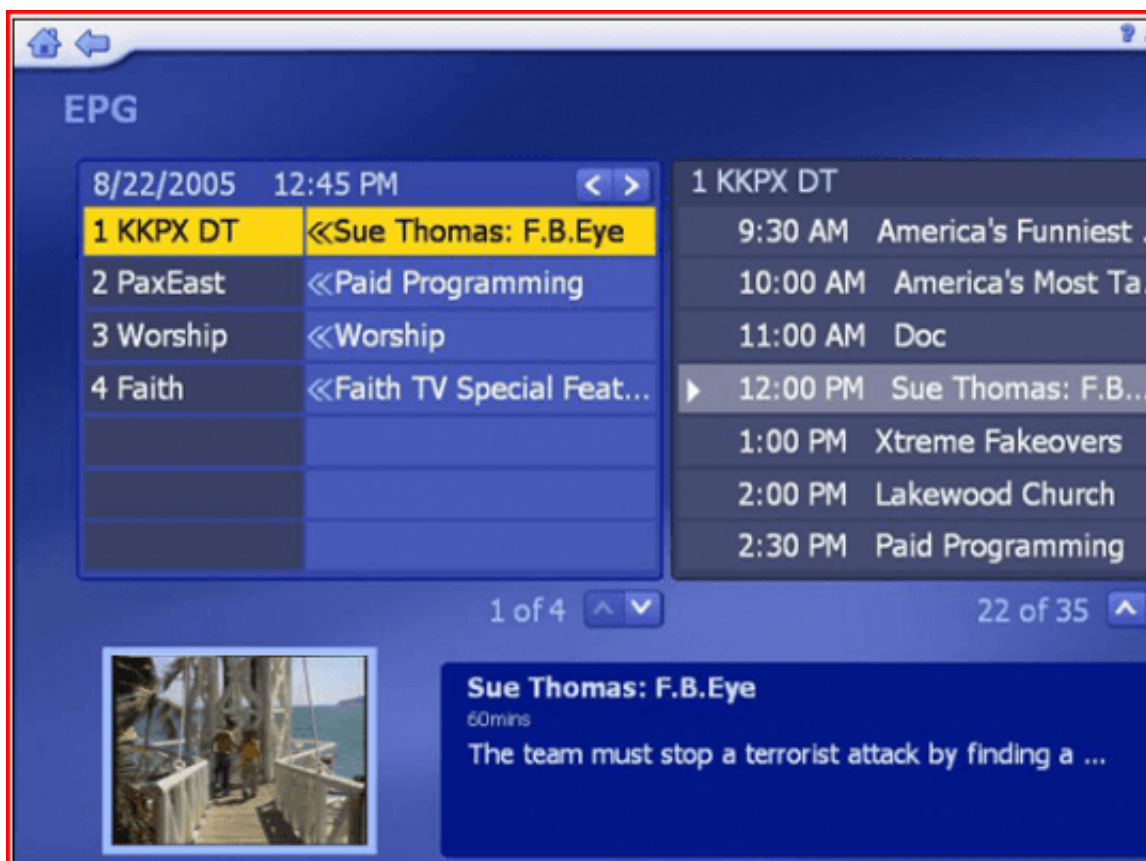 ?
EPG
8/22/2005 12:45 PM < >
1 KKPX DT «Sue Thomas: F.B.Eye
2 PaxEast «Paid Programming
3 Worship «Worship
4 Faith «Faith TV Special Feat...
1 of 4
1 KKPX DT
9:30 AM America's Funniest .
10:00 AM America's Most Ta.
11:00 AM Doc
12:00 PM Sue Thomas: F.B...
1:00 PM Xtreme Fakeovers
2:00 PM Lakewood Church
2:30 PM Paid Programming
22 of 35
Sue Thomas: F.B.Eye
60mins
The team must stop a terrorist attack by finding a ...